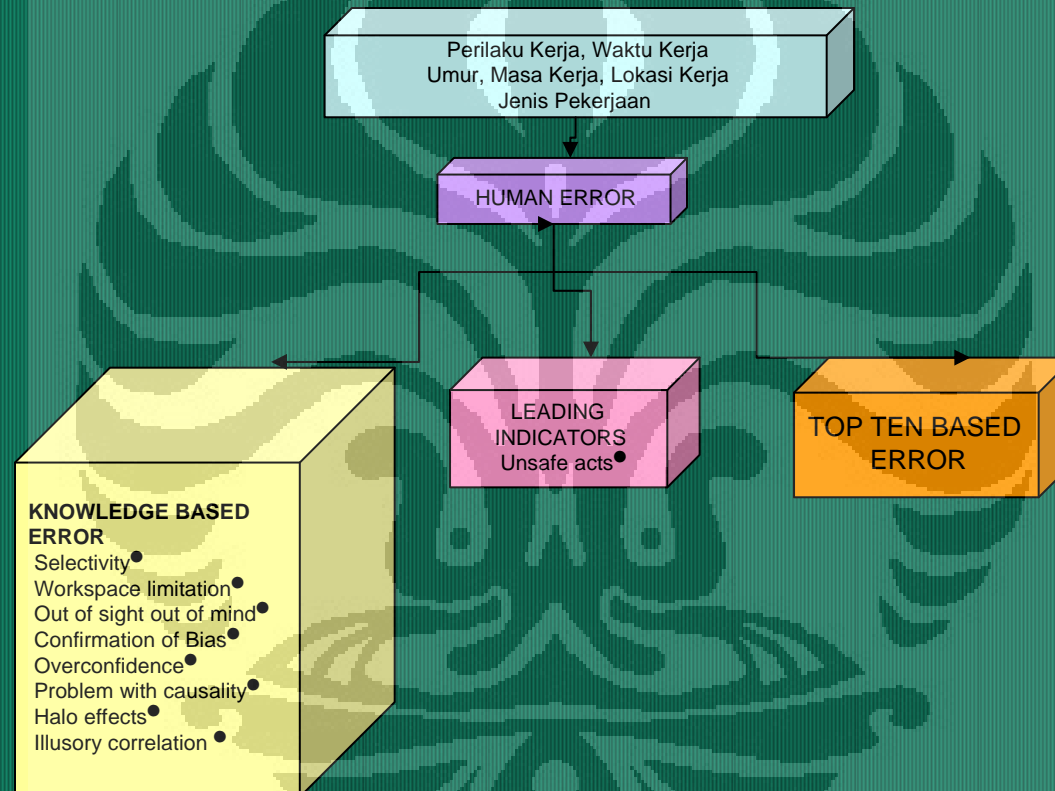 Perilaku Kerja, Waktu Kerja
Umur, Masa Kerja, Lokasi Kerja
Jenis Pekerjaan
HUMAN ERROR
LEADING
INDICATORS
Unsafe acts●
TOP TEN BASED
ERROR
KNOWLEDGE BASED
ERROR
Selectivity●
Workspace limitation●
Out of sight out of mind●
Confirmation of Bias●
Overconfidence●
Problem with causality●
Halo effects●
Illusory correlation ●